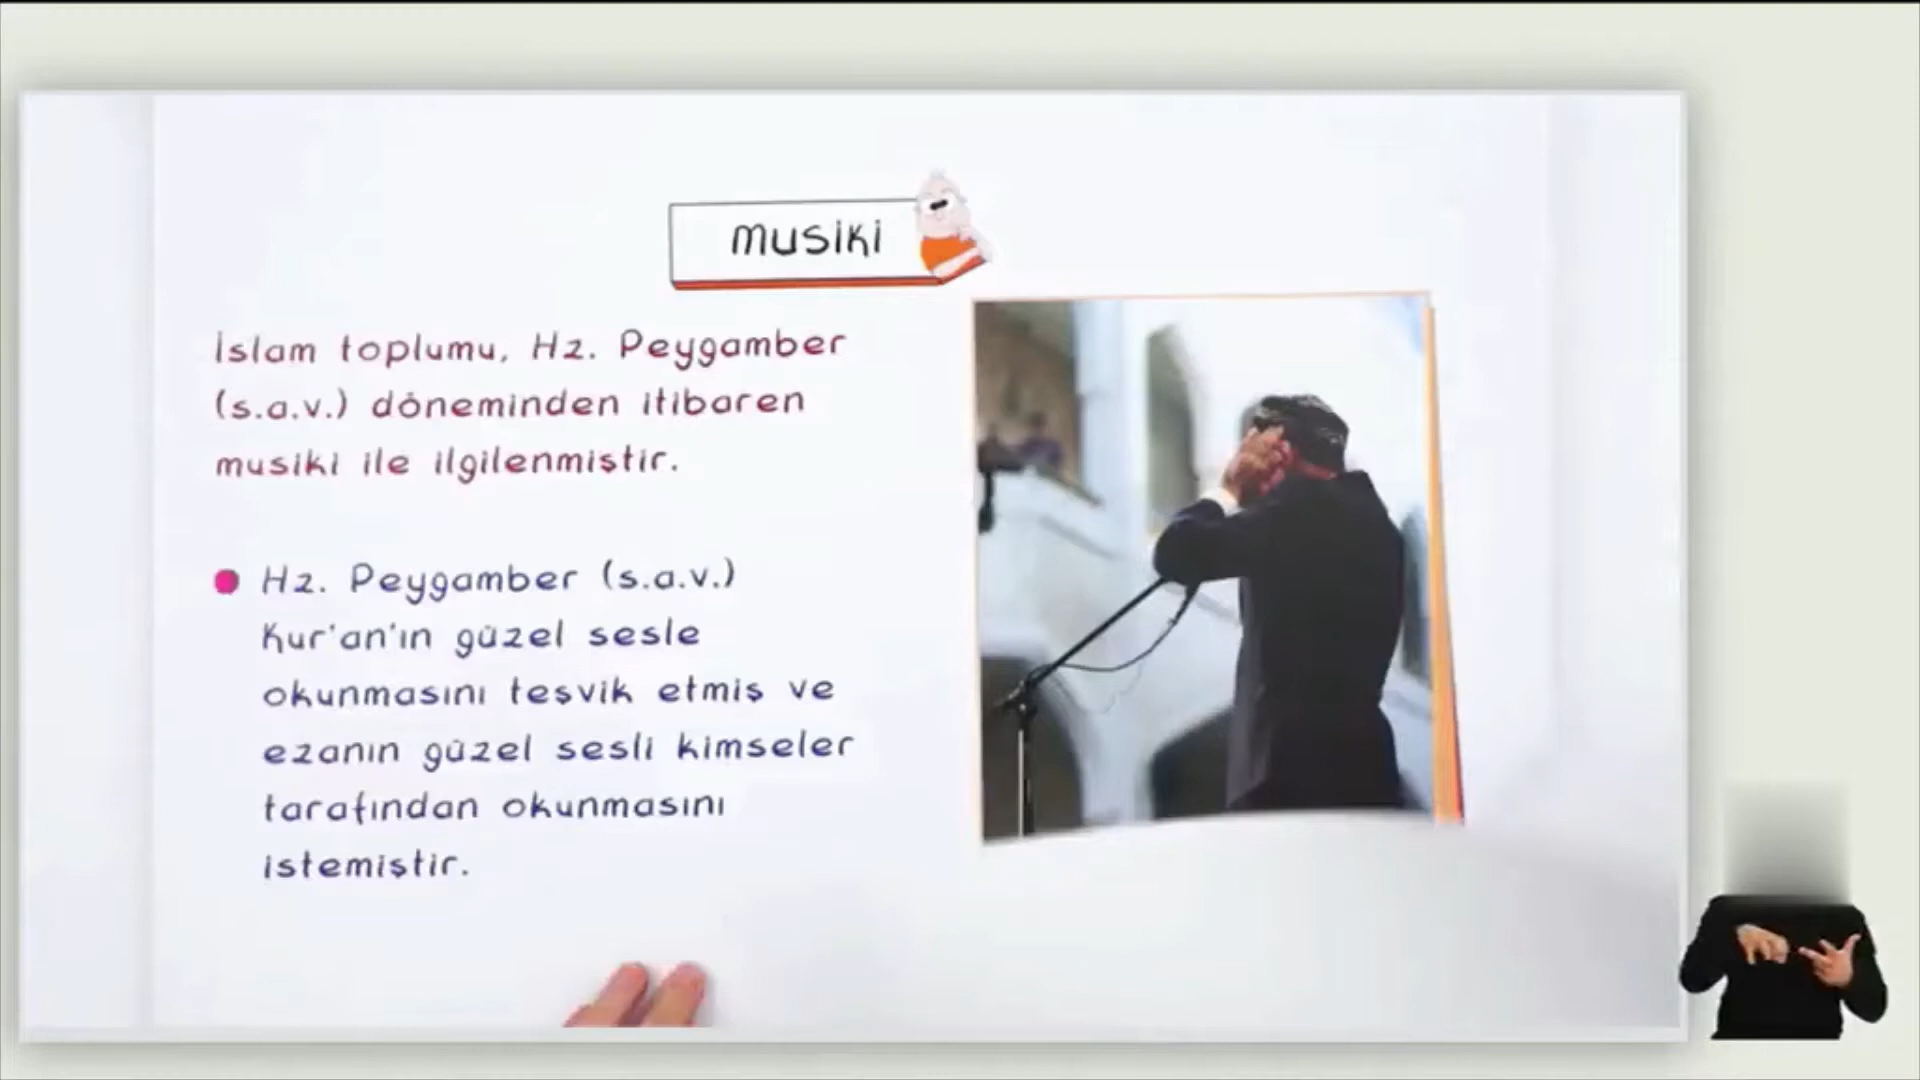 musiki
İslam toplumu, Hz. Peygamber
(s.a.v.) döneminden itibaren
musiki ile ilgilenmiştir.
Hz. Peygamber (s.a.v.)
Kur'an'ın güzel sesle
okunmasını teşvik etmiş ve
ezanın güzel sesli kimseler
tarafından okunmasını
istemiştir.